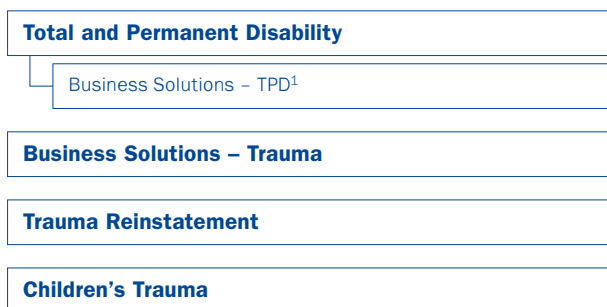 Total and Permanent Disability
Business Solutions – TPD¹
Business Solutions – Trauma
Trauma Reinstatement
Children’s Trauma